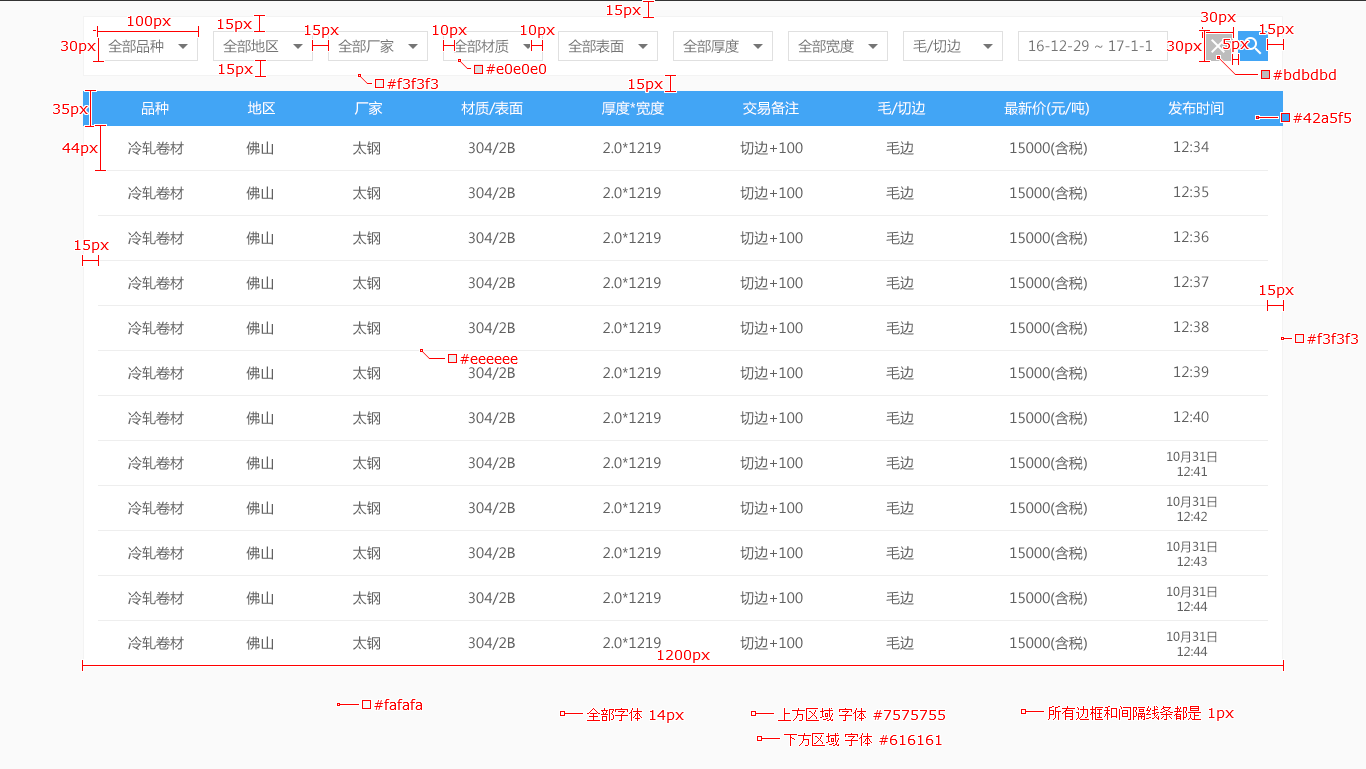 15px
100px
15px
15px
10px
10px
30px
15px
30px 全部品种 全部地区 全部厂家 全部材质 全部表面 全部厚度 全部宽度 毛/切边 16-12-29 ~ 17-1-1 30px 5px
15px #e0e0e0 #bdbdbd
#f3f3f3 15px
35px 品种 地区 厂家 材质/表面 厚度*宽度 交易备注 毛/切边 最新价(元/吨) 发布时间 #42a5f5
44px 冷轧卷材 佛山 太钢 304/2B 2.0*1219 切边+100 毛边 15000(含税) 12:34
冷轧卷材 佛山 太钢 304/2B 2.0*1219 切边+100 毛边 15000(含税) 12:35
冷轧卷材 佛山 太钢 304/2B 2.0*1219 切边+100 毛边 15000(含税) 12:36
15px
冷轧卷材 佛山 太钢 304/2B 2.0*1219 切边+100 毛边 15000(含税) 12:37
15px
冷轧卷材 佛山 太钢 304/2B 2.0*1219 切边+100 毛边 15000(含税) 12:38
#f3f3f3
#eeeeee
冷轧卷材 佛山 太钢 304/2B 2.0*1219 切边+100 毛边 15000(含税) 12:39
冷轧卷材 佛山 太钢 304/2B 2.0*1219 切边+100 毛边 15000(含税) 12:40
冷轧卷材 佛山 太钢 304/2B 2.0*1219 切边+100 毛边 15000(含税) 10月31日
12:41
冷轧卷材 佛山 太钢 304/2B 2.0*1219 切边+100 毛边 15000(含税) 10月31日
12:42
冷轧卷材 佛山 太钢 304/2B 2.0*1219 切边+100 毛边 15000(含税) 10月31日
12:43
冷轧卷材 佛山 太钢 304/2B 2.0*1219 切边+100 毛边 15000(含税) 10月31日
12:44
冷轧卷材 佛山 太钢 304/2B 2.0*1219 切边+100 毛边 15000(含税) 10月31日
12:44
1200px
#fafafa
全部字体 14px
上方区域 字体 #7575755
所有边框和间隔线条都是 1px
下方区域 字体 #616161